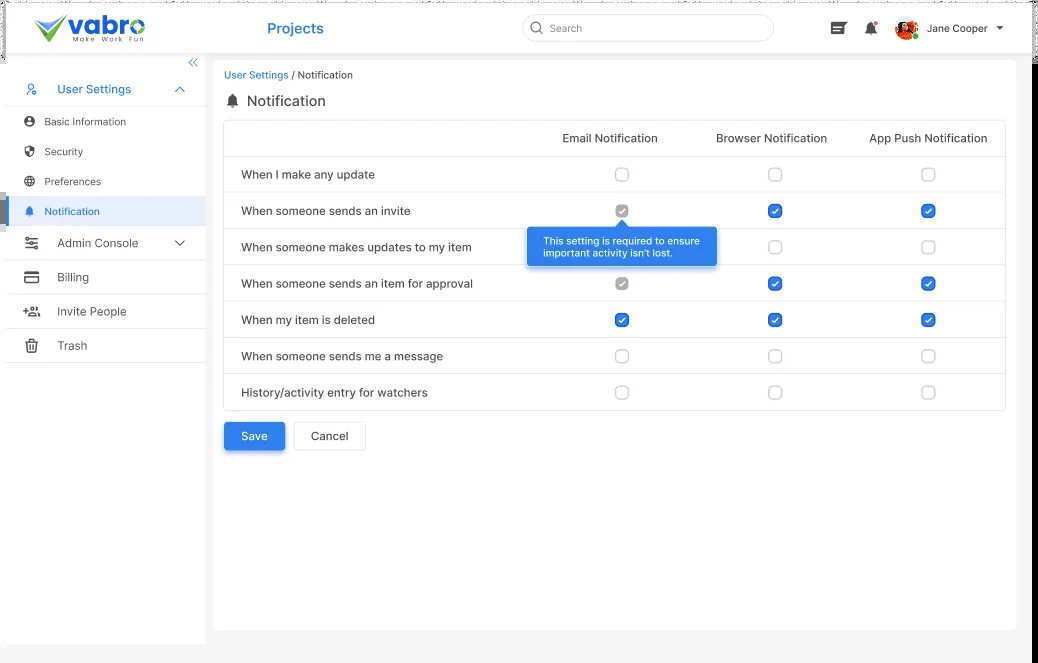 vabro
Make Work Fun
Projects
Search
Jane Cooper
User Settings
Basic Information
Security
Preferences
Notification
Admin Console
Billing
Invite People
Trash
User Settings / Notification
Notification
Email Notification Browser Notification App Push Notification
When I make any update
When someone sends an invite
This setting is required to ensure
important activity isn't lost.
When someone makes updates to my item
When someone sends an item for approval
When my item is deleted
When someone sends me a message
History/activity entry for watchers
Save Cancel